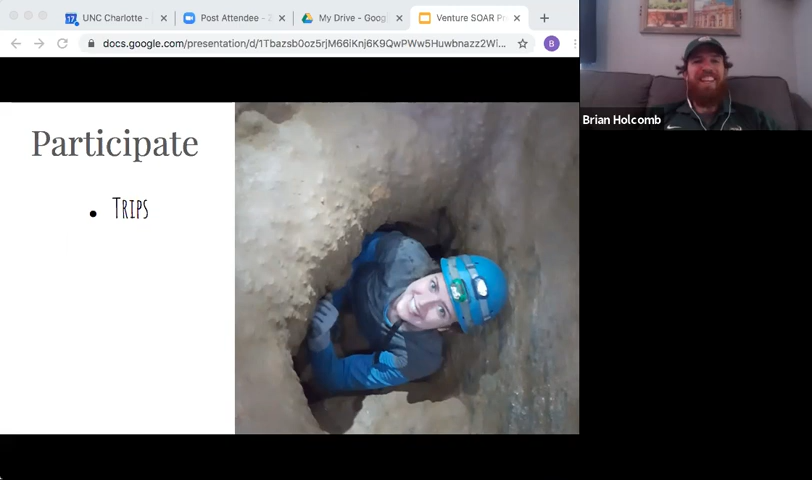 UNC Charlotte -
Post Attendee - 2
My Drive - Goog
Venture SOAR Pr
docs.google.com/presentation/d/1Tbazsb0oz5rjM66iKnj6K9QwPWw5Huwbnazz2Wi...
B
Brian Holcomb
Participate
• Trips